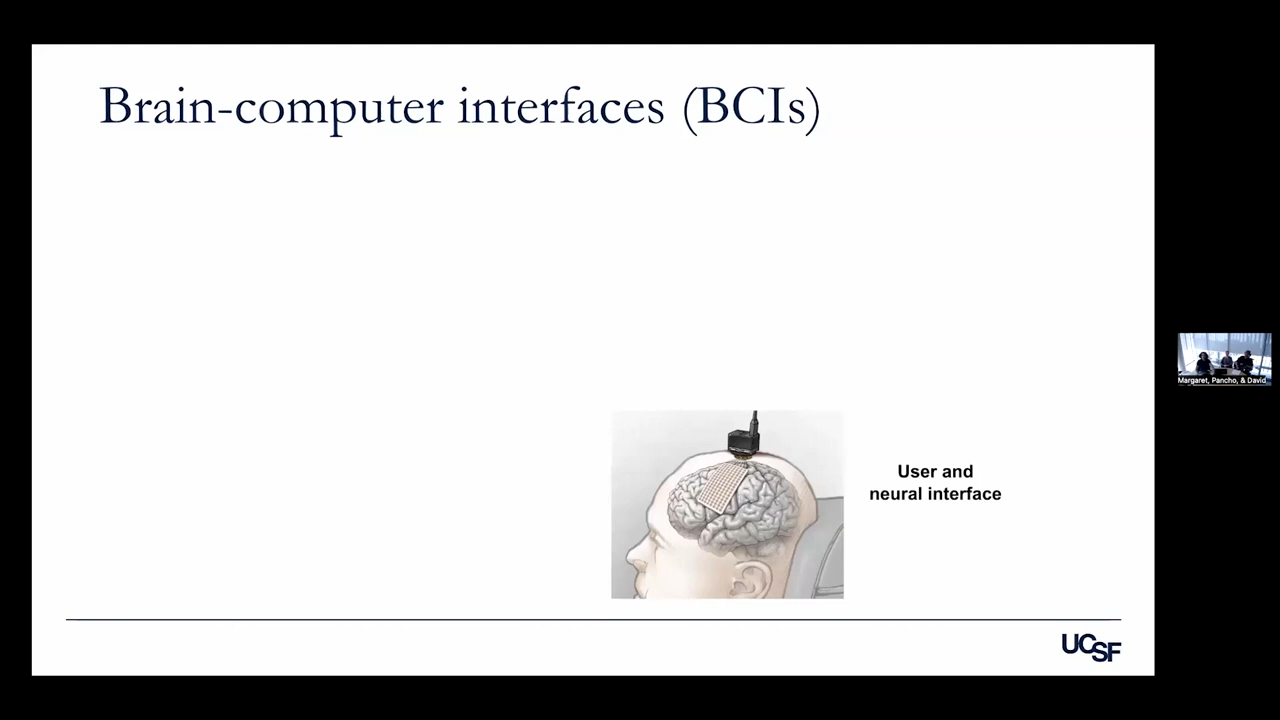 Brain-computer interfaces (BCIs)
User and
neural interface
UCSF
Margaret, Pancho, & David